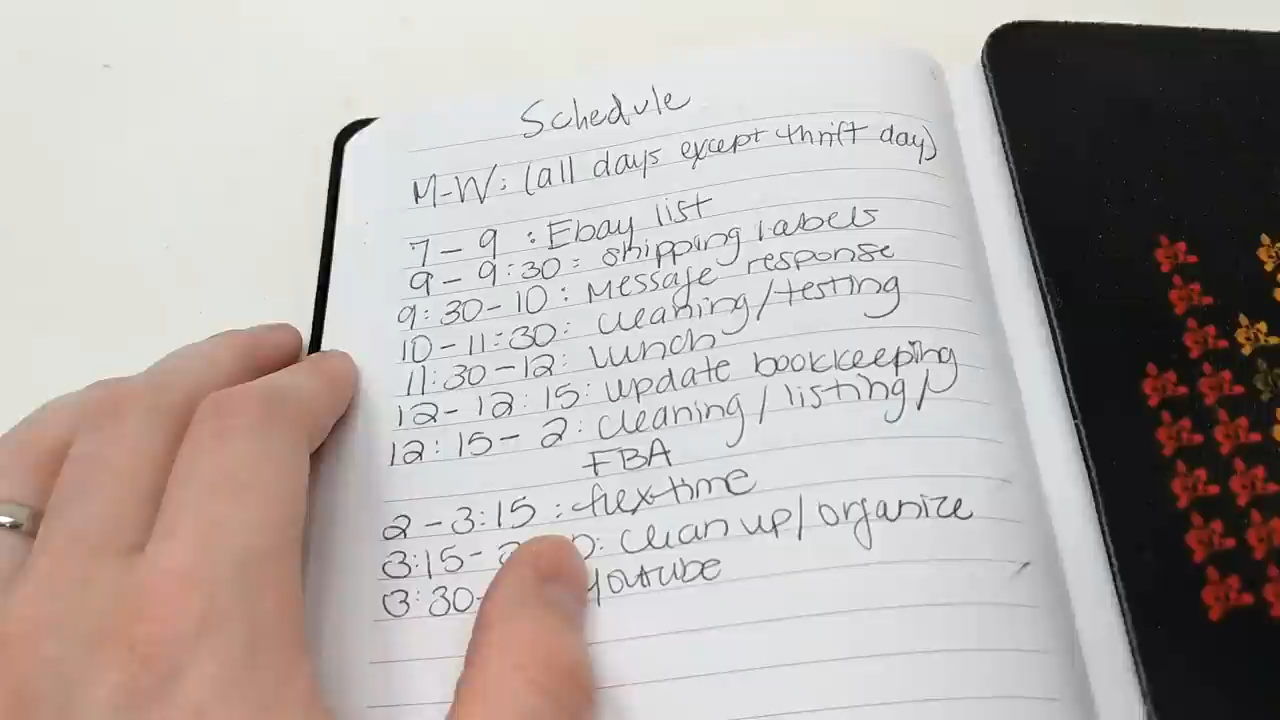 Schedule
M-W: (all days except thrift day)
7-9 : Ebay list
9-9:30: shipping labels
9:30-10: Message response
10-11:30: cleaning/testing
11:30-12: lunch
12-12:15: update bookkeeping
12:15-2: cleaning/listing/
FBA
2-3:15: flex-time
3:15- clean up/organize
3:30- Youtube